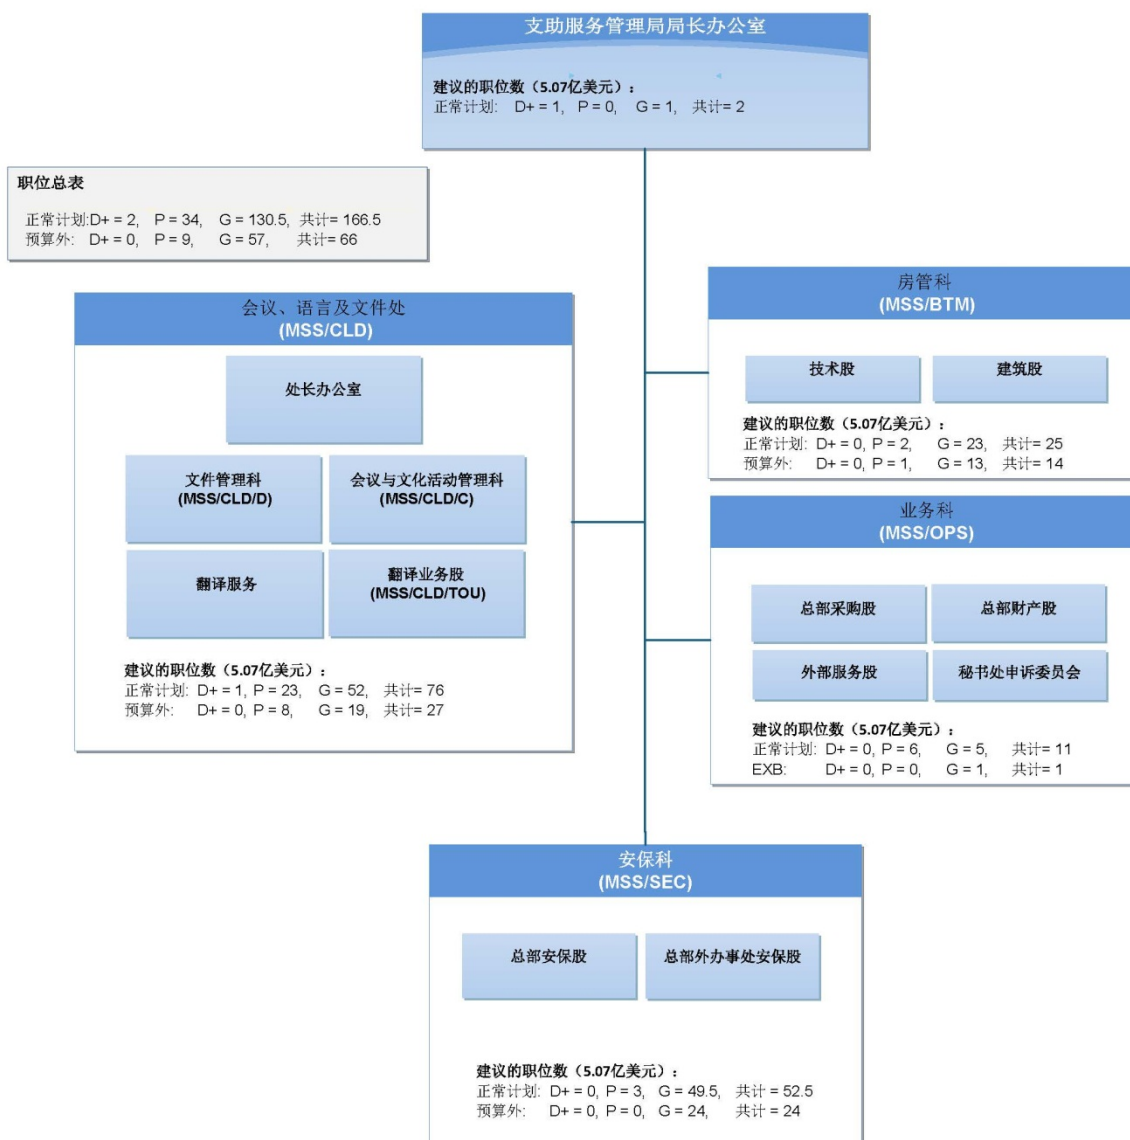 支助服务管理局局长办公室
建议的职位数（5.07亿美元）：
正常计划: D+ = 1, P = 0, G = 1, 共计= 2
职位总表
正常计划:D+ = 2, P = 34, G = 130.5, 共计= 166.5
预算外: D+ = 0, P = 9, G = 57, 共计= 66
会议、语言及文件处
(MSS/CLD)
处长办公室
文件管理科
(MSS/CLD/D)
会议与文化活动管理科
(MSS/CLD/C)
翻译服务
翻译业务股
(MSS/CLD/TOU)
建议的职位数（5.07亿美元）：
正常计划: D+ = 1, P = 23, G = 52, 共计= 76
预算外: D+ = 0, P = 8, G = 19, 共计= 27
房管科
(MSS/BTM)
技术股
建筑股
建议的职位数（5.07亿美元）：
正常计划: D+ = 0, P = 2, G = 23, 共计= 25
预算外: D+ = 0, P = 1, G = 13, 共计= 14
业务科
(MSS/OPS)
总部采购股
总部财产股
外部服务股
秘书处申诉委员会
建议的职位数（5.07亿美元）：
正常计划: D+ = 0, P = 6, G = 5, 共计= 11
EXB: D+ = 0, P = 0, G = 1, 共计= 1
安保科
(MSS/SEC)
总部安保股
总部外办事处安保股
建议的职位数（5.07亿美元）：
正常计划: D+ = 0, P = 3, G = 49.5, 共计 = 52.5
预算外: D+ = 0, P = 0, G = 24, 共计 = 24